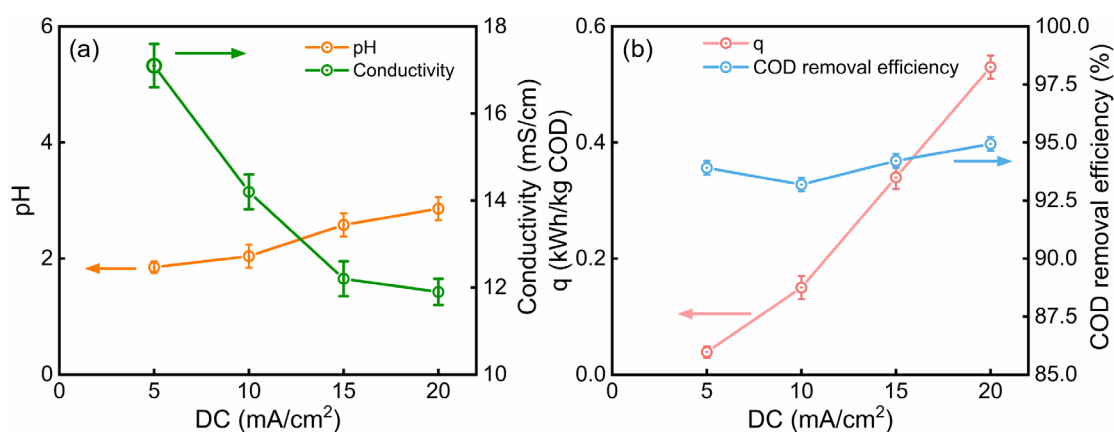 (a)
pH
Conductivity
6
4
2
0
pH
18
16
14
12
10
Conductivity (mS/cm)
0
5
10
15
20
DC (mA/cm²)
(b)
q
COD removal efficiency
0.6
0.4
0.2
0.0
q (kWh/kg COD)
100.0
98.0
95.0
92.5
90.0
87.5
85.0
COD removal efficiency (%)
0
5
10
15
20
DC (mA/cm²)